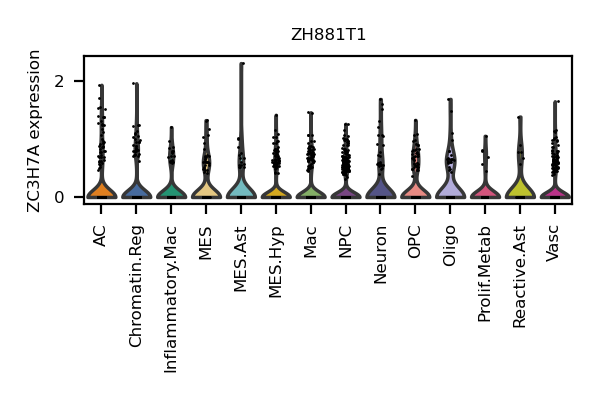 ZH881T1
ZC3H7A expression
2
0
AC
Chromatin.Reg
Inflammatory.Mac
MES
MES.Ast
MES.Hyp
Mac
NPC
Neuron
OPC
Oligo
Prolif.Metab
Reactive.Ast
Vasc